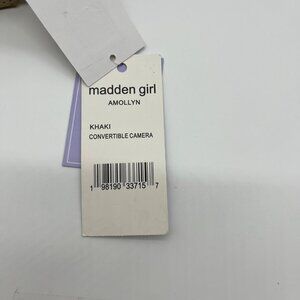 madden girl
AMOLLYN
KHAKI
CONVERTIBLE CAMERA
1 98190 33715 7